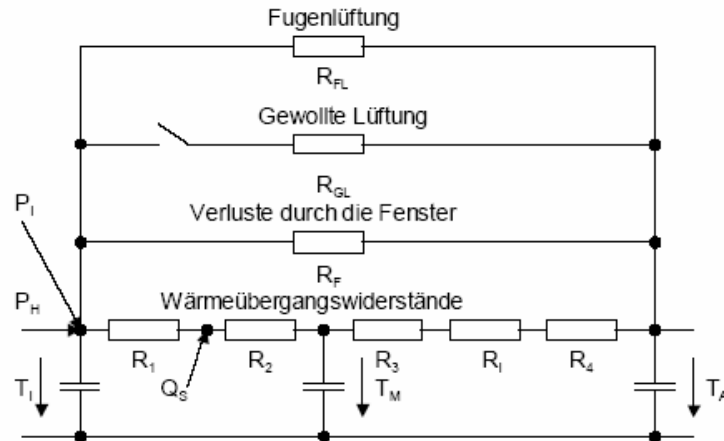 Fugenlüftung
R_FL
Gewollte Lüftung
R_GL
P_I
Verluste durch die Fenster
R_F
P_H
Wärmeübergangswiderstände
R_1 R_2 R_3 R_I R_4
T_I Q_S T_M T_A